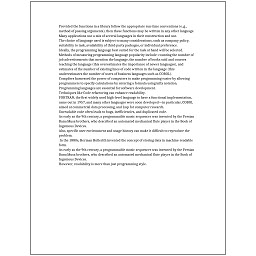 Provided the functions in a library follow the appropriate run-time conventions (e.g.,
method of passing arguments), then these functions may be written in any other language.
Many applications use a mix of several languages in their construction and use.
The choice of language used is subject to many considerations, such as company policy,
suitability to task, availability of third-party packages, or individual preference.
Ideally, the programming language best suited for the task at hand will be selected.
Methods of measuring programming language popularity include: counting the number of
job advertisements that mention the language, the number of books sold and courses
teaching the language (this overestimates the importance of newer languages), and
estimates of the number of existing lines of code written in the language (this
underestimates the number of users of business languages such as COBOL).
Compilers harnessed the power of computers to make programming easier by allowing
programmers to specify calculations by entering a formula using infix notation.
Programming languages are essential for software development.
Techniques like Code refactoring can enhance readability.
FORTRAN, the first widely used high-level language to have a functional implementation,
came out in 1957, and many other languages were soon developed—in particular, COBOL
aimed at commercial data processing, and Lisp for computer research.
Unreadable code often leads to bugs, inefficiencies, and duplicated code.
As early as the 9th century, a programmable music sequencer was invented by the Persian
Banu Musa brothers, who described an automated mechanical flute player in the Book of
Ingenious Devices.
Also, specific user environment and usage history can make it difficult to reproduce the
problem.
In the 1880s, Herman Hollerith invented the concept of storing data in machine-readable
form.
As early as the 9th century, a programmable music sequencer was invented by the Persian
Banu Musa brothers, who described an automated mechanical flute player in the Book of
Ingenious Devices.
However, readability is more than just programming style.